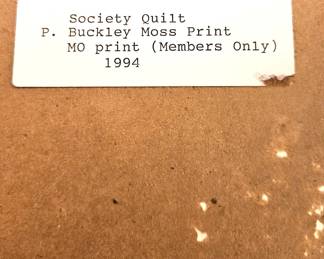 Society Quilt
P. Buckley Moss Print
MO print (Members Only)
1994